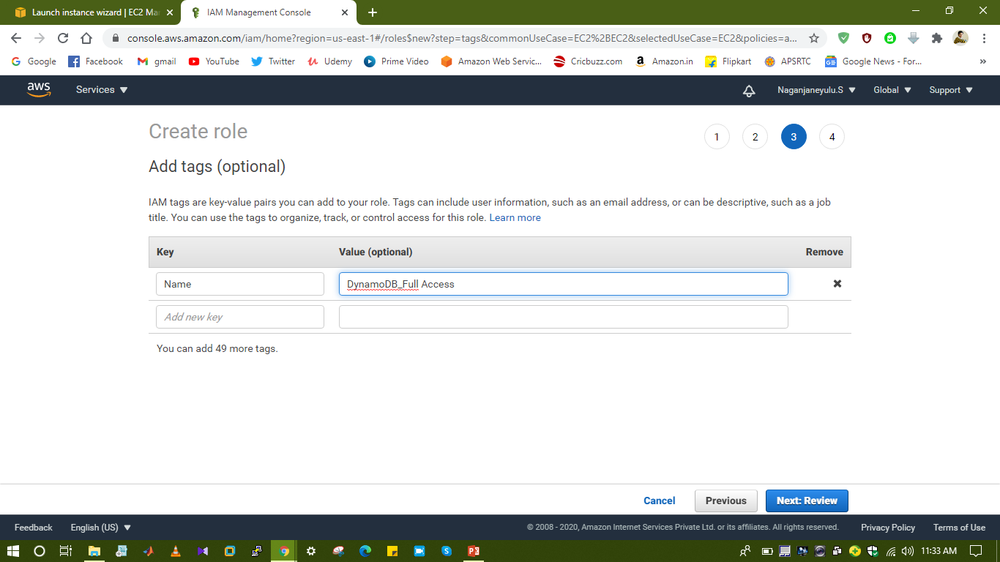 Launch instance wizard | EC2 Ma
IAM Management Console
console.aws.amazon.com/iam/home?region=us-east-1#/roles$new?step=tags&commonUseCase=EC2%2BEC2&selectedUseCase=EC2&policies=a...
Google Facebook gmail YouTube Twitter Udemy Prime Video Amazon Web Servic... Cricbuzz.com Amazon.in Flipkart APSRTC Google News - For... »
aws Services Naganjaneyulu.S Global Support
Create role
1 2 3 4
Add tags (optional)
IAM tags are key-value pairs you can add to your role. Tags can include user information, such as an email address, or can be descriptive, such as a job
title. You can use the tags to organize, track, or control access for this role. Learn more
Key Value (optional) Remove
Name DynamoDB_Full Access
Add new key
You can add 49 more tags.
Cancel Previous Next: Review
Feedback English (US) © 2008 - 2020, Amazon Internet Services Private Ltd. or its affiliates. All rights reserved. Privacy Policy Terms of Use
11:33 AM